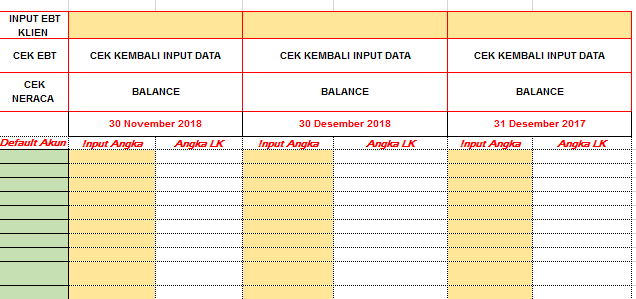 INPUT EBT
KLIEN
CEK EBT CEK KEMBALI INPUT DATA CEK KEMBALI INPUT DATA CEK KEMBALI INPUT DATA
CEK
NERACA BALANCE BALANCE BALANCE
30 November 2018 30 Desember 2018 31 Desember 2017
Default Akun Input Angka Angka LK Input Angka Angka LK Input Angka Angka LK